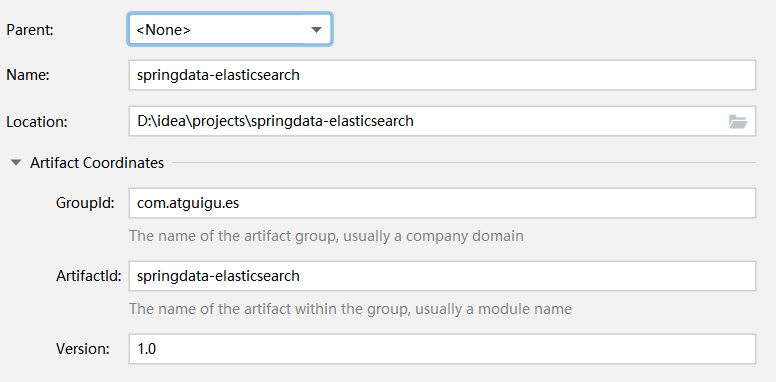 Parent: <None>
Name: springdata-elasticsearch
Location: D:\idea\projects\springdata-elasticsearch
Artifact Coordinates
GroupId: com.atguigu.es
The name of the artifact group, usually a company domain
ArtifactId: springdata-elasticsearch
The name of the artifact within the group, usually a module name
Version: 1.0